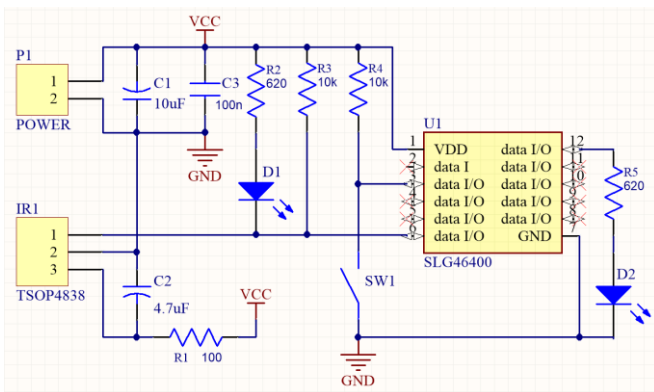 VCC
P1
1
2
POWER
C1
10uF
C3
100n
R2
620
R3
10k
R4
10k
GND
D1
U1
1 VDD data I/O 12
2 data I data I/O 11
3 data I/O data I/O 10
4 data I/O data I/O 9
5 data I/O data I/O 8
6 data I/O GND 7
SLG46400
R5
620
D2
IR1
1
2
3
TSOP4838
C2
4.7uF
R1 100
VCC
SW1
GND